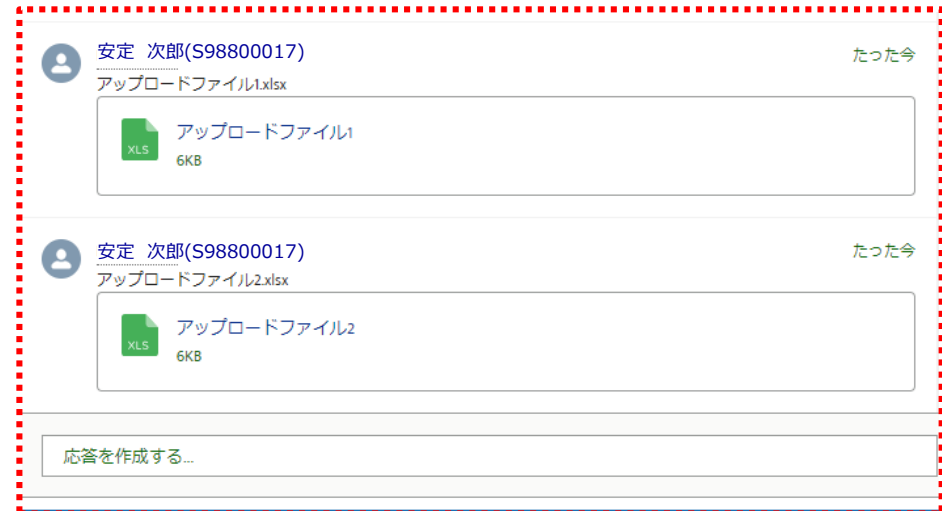 安定 次郎(S98800017)
たった今
アップロードファイル1.xlsx
アップロードファイル1
XLS
6KB
安定 次郎(S98800017)
たった今
アップロードファイル2.xlsx
アップロードファイル2
XLS
6KB
応答を作成する...